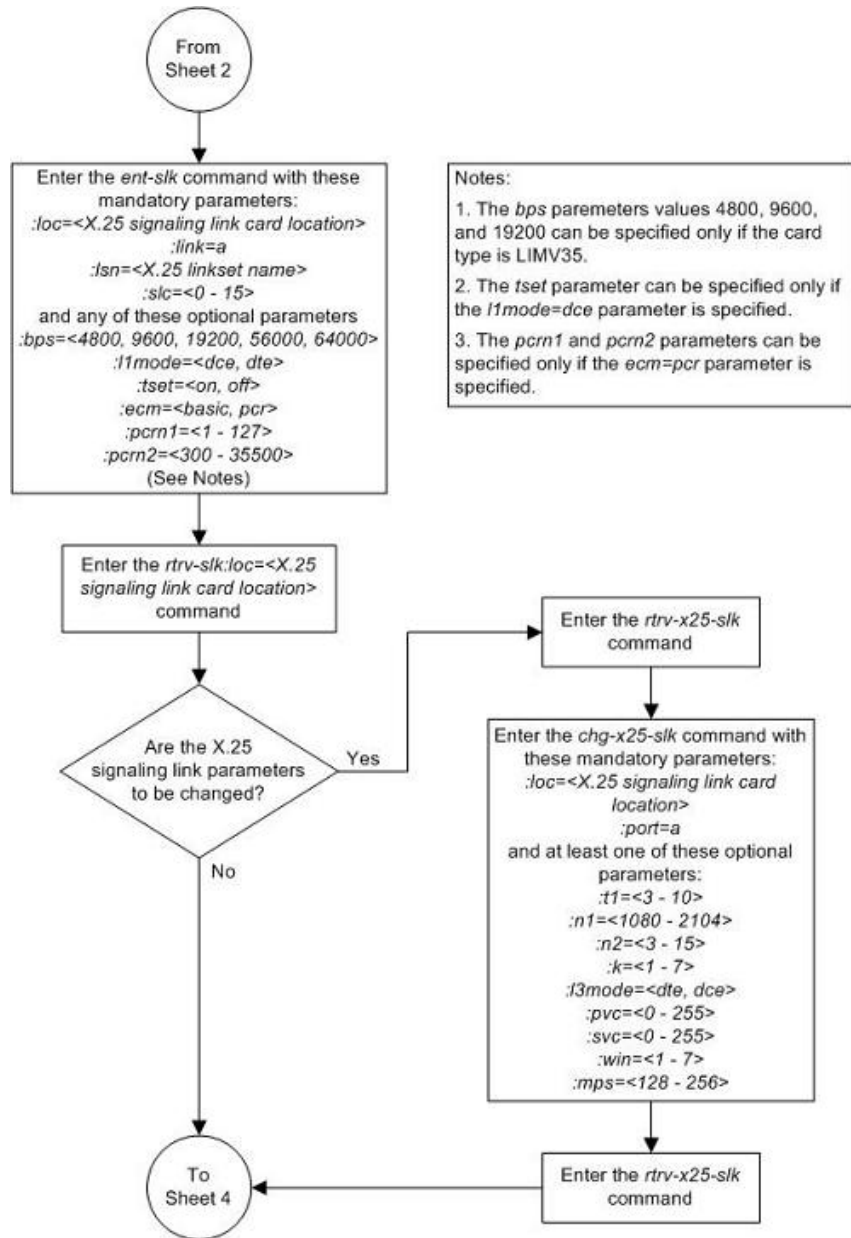 From
Sheet 2
Enter the ent-slk command with these
mandatory parameters:
:loc=<X.25 signaling link card location>
:link=a
:lsn=<X.25 linkset name>
:slc=<0 - 15>
and any of these optional parameters
:bps=<4800, 9600, 19200, 56000, 64000>
:l1mode=<dce, dte>
:tset=<on, off>
:ecm=<basic, pcr>
:pcrn1=<1 - 127>
:pcrn2=<300 - 35500>
(See Notes)
Notes:
1. The bps paremeters values 4800, 9600,
and 19200 can be specified only if the card
type is LIMV35.
2. The tset parameter can be specified only if
the l1mode=dce parameter is specified.
3. The pcrn1 and pcrn2 parameters can be
specified only if the ecm=pcr parameter is
specified.
Enter the rtrv-slk:loc=<X.25
signaling link card location>
command
Are the X.25
signaling link parameters
to be changed?
Yes
No
Enter the rtrv-x25-slk
command
Enter the chg-x25-slk command with
these mandatory parameters:
:loc=<X.25 signaling link card
location>
:port=a
and at least one of these optional
parameters:
:t1=<3 - 10>
:n1=<1080 - 2104>
:n2=<3 - 15>
:k=<1 - 7>
:l3mode=<dte, dce>
:pvc=<0 - 255>
:svc=<0 - 255>
:win=<1 - 7>
:mps=<128 - 256>
Enter the rtrv-x25-slk
command
To
Sheet 4